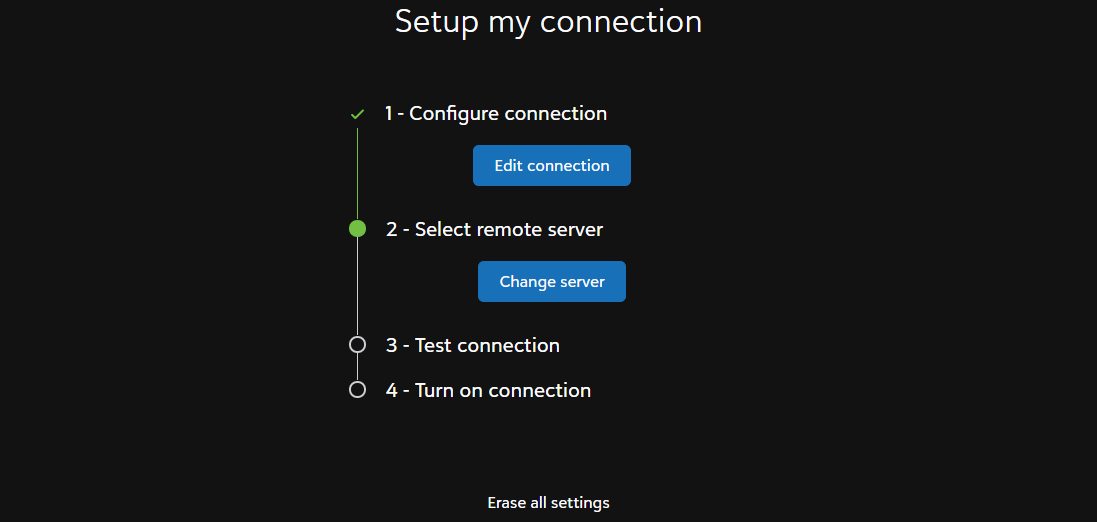 Setup my connection
1 - Configure connection
Edit connection
2 - Select remote server
Change server
3 - Test connection
4 - Turn on connection
Erase all settings